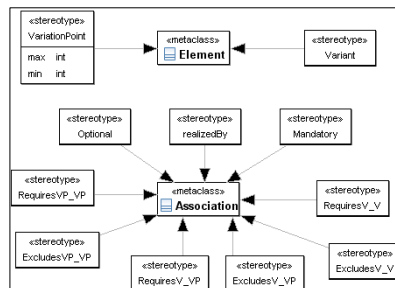 «stereotype»
VariationPoint
max int
min int
«metaclass»
Element
«stereotype»
Variant
«stereotype»
Optional
«stereotype»
realizedBy
«stereotype»
Mandatory
«stereotype»
RequiresVP_VP
«metaclass»
Association
«stereotype»
RequiresV_V
«stereotype»
ExcludesVP_VP
«stereotype»
RequiresV_VP
«stereotype»
ExcludesV_VP
«stereotype»
ExcludesV_V